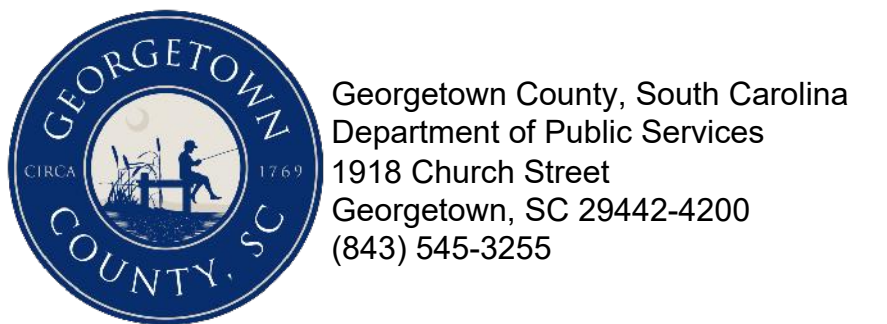 GEORGETOWN
CIRCA 1769
COUNTY, SC
Georgetown County, South Carolina
Department of Public Services
1918 Church Street
Georgetown, SC 29442-4200
(843) 545-3255